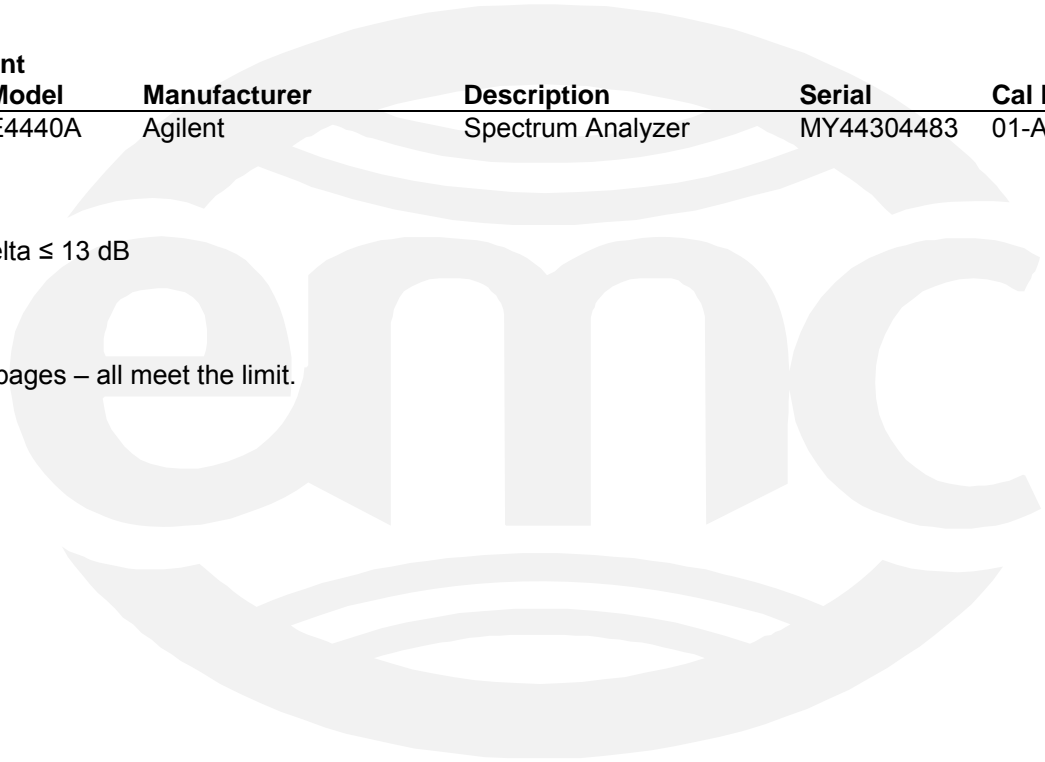 nt
Model Manufacturer Description Serial Cal
E4440A Agilent Spectrum Analyzer MY44304483 01-A
elta ≤ 13 dB
pages – all meet the limit.
emc